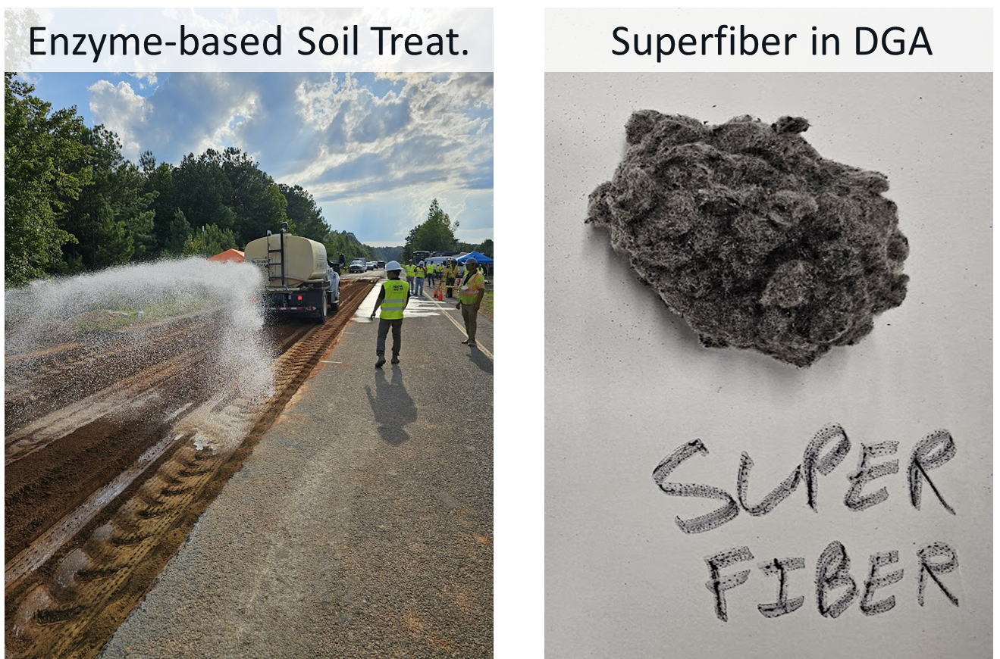 Enzyme-based Soil Treat.
Superfiber in DGA
SUPER
FIBER